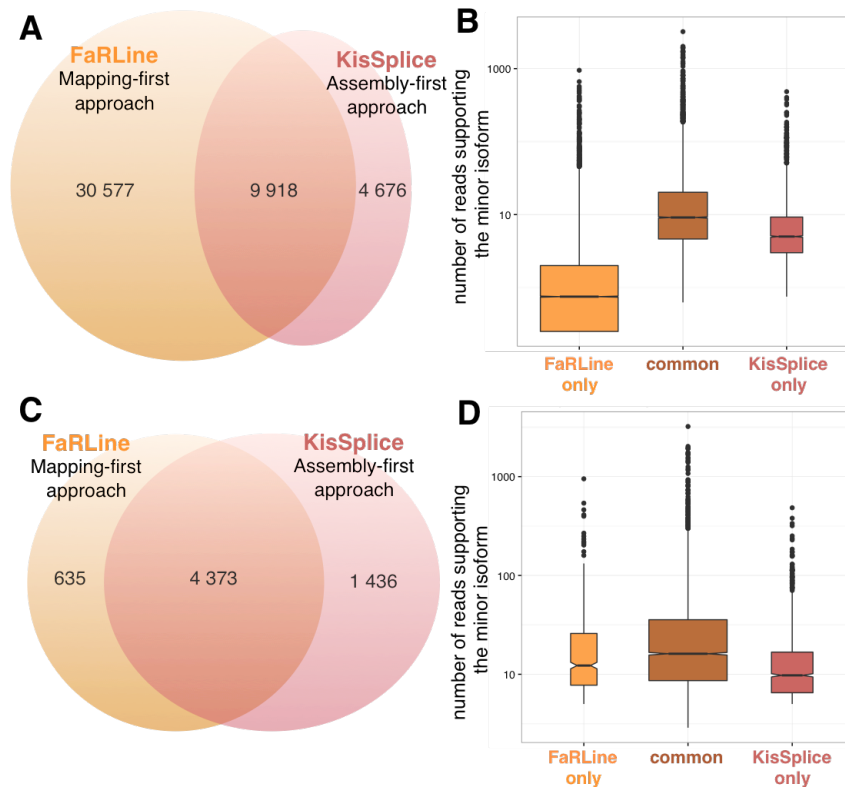 A
FaRLine
Mapping-first
approach
KisSplice
Assembly-first
approach
30 577
9 918
4 676
B
number of reads supporting
the minor isoform
1000
10
FaRLine
only
common
KisSplice
only
C
FaRLine
Mapping-first
approach
KisSplice
Assembly-first
approach
635
4 373
1 436
D
number of reads supporting
the minor isoform
1000
100
10
FaRLine
only
common
KisSplice
only